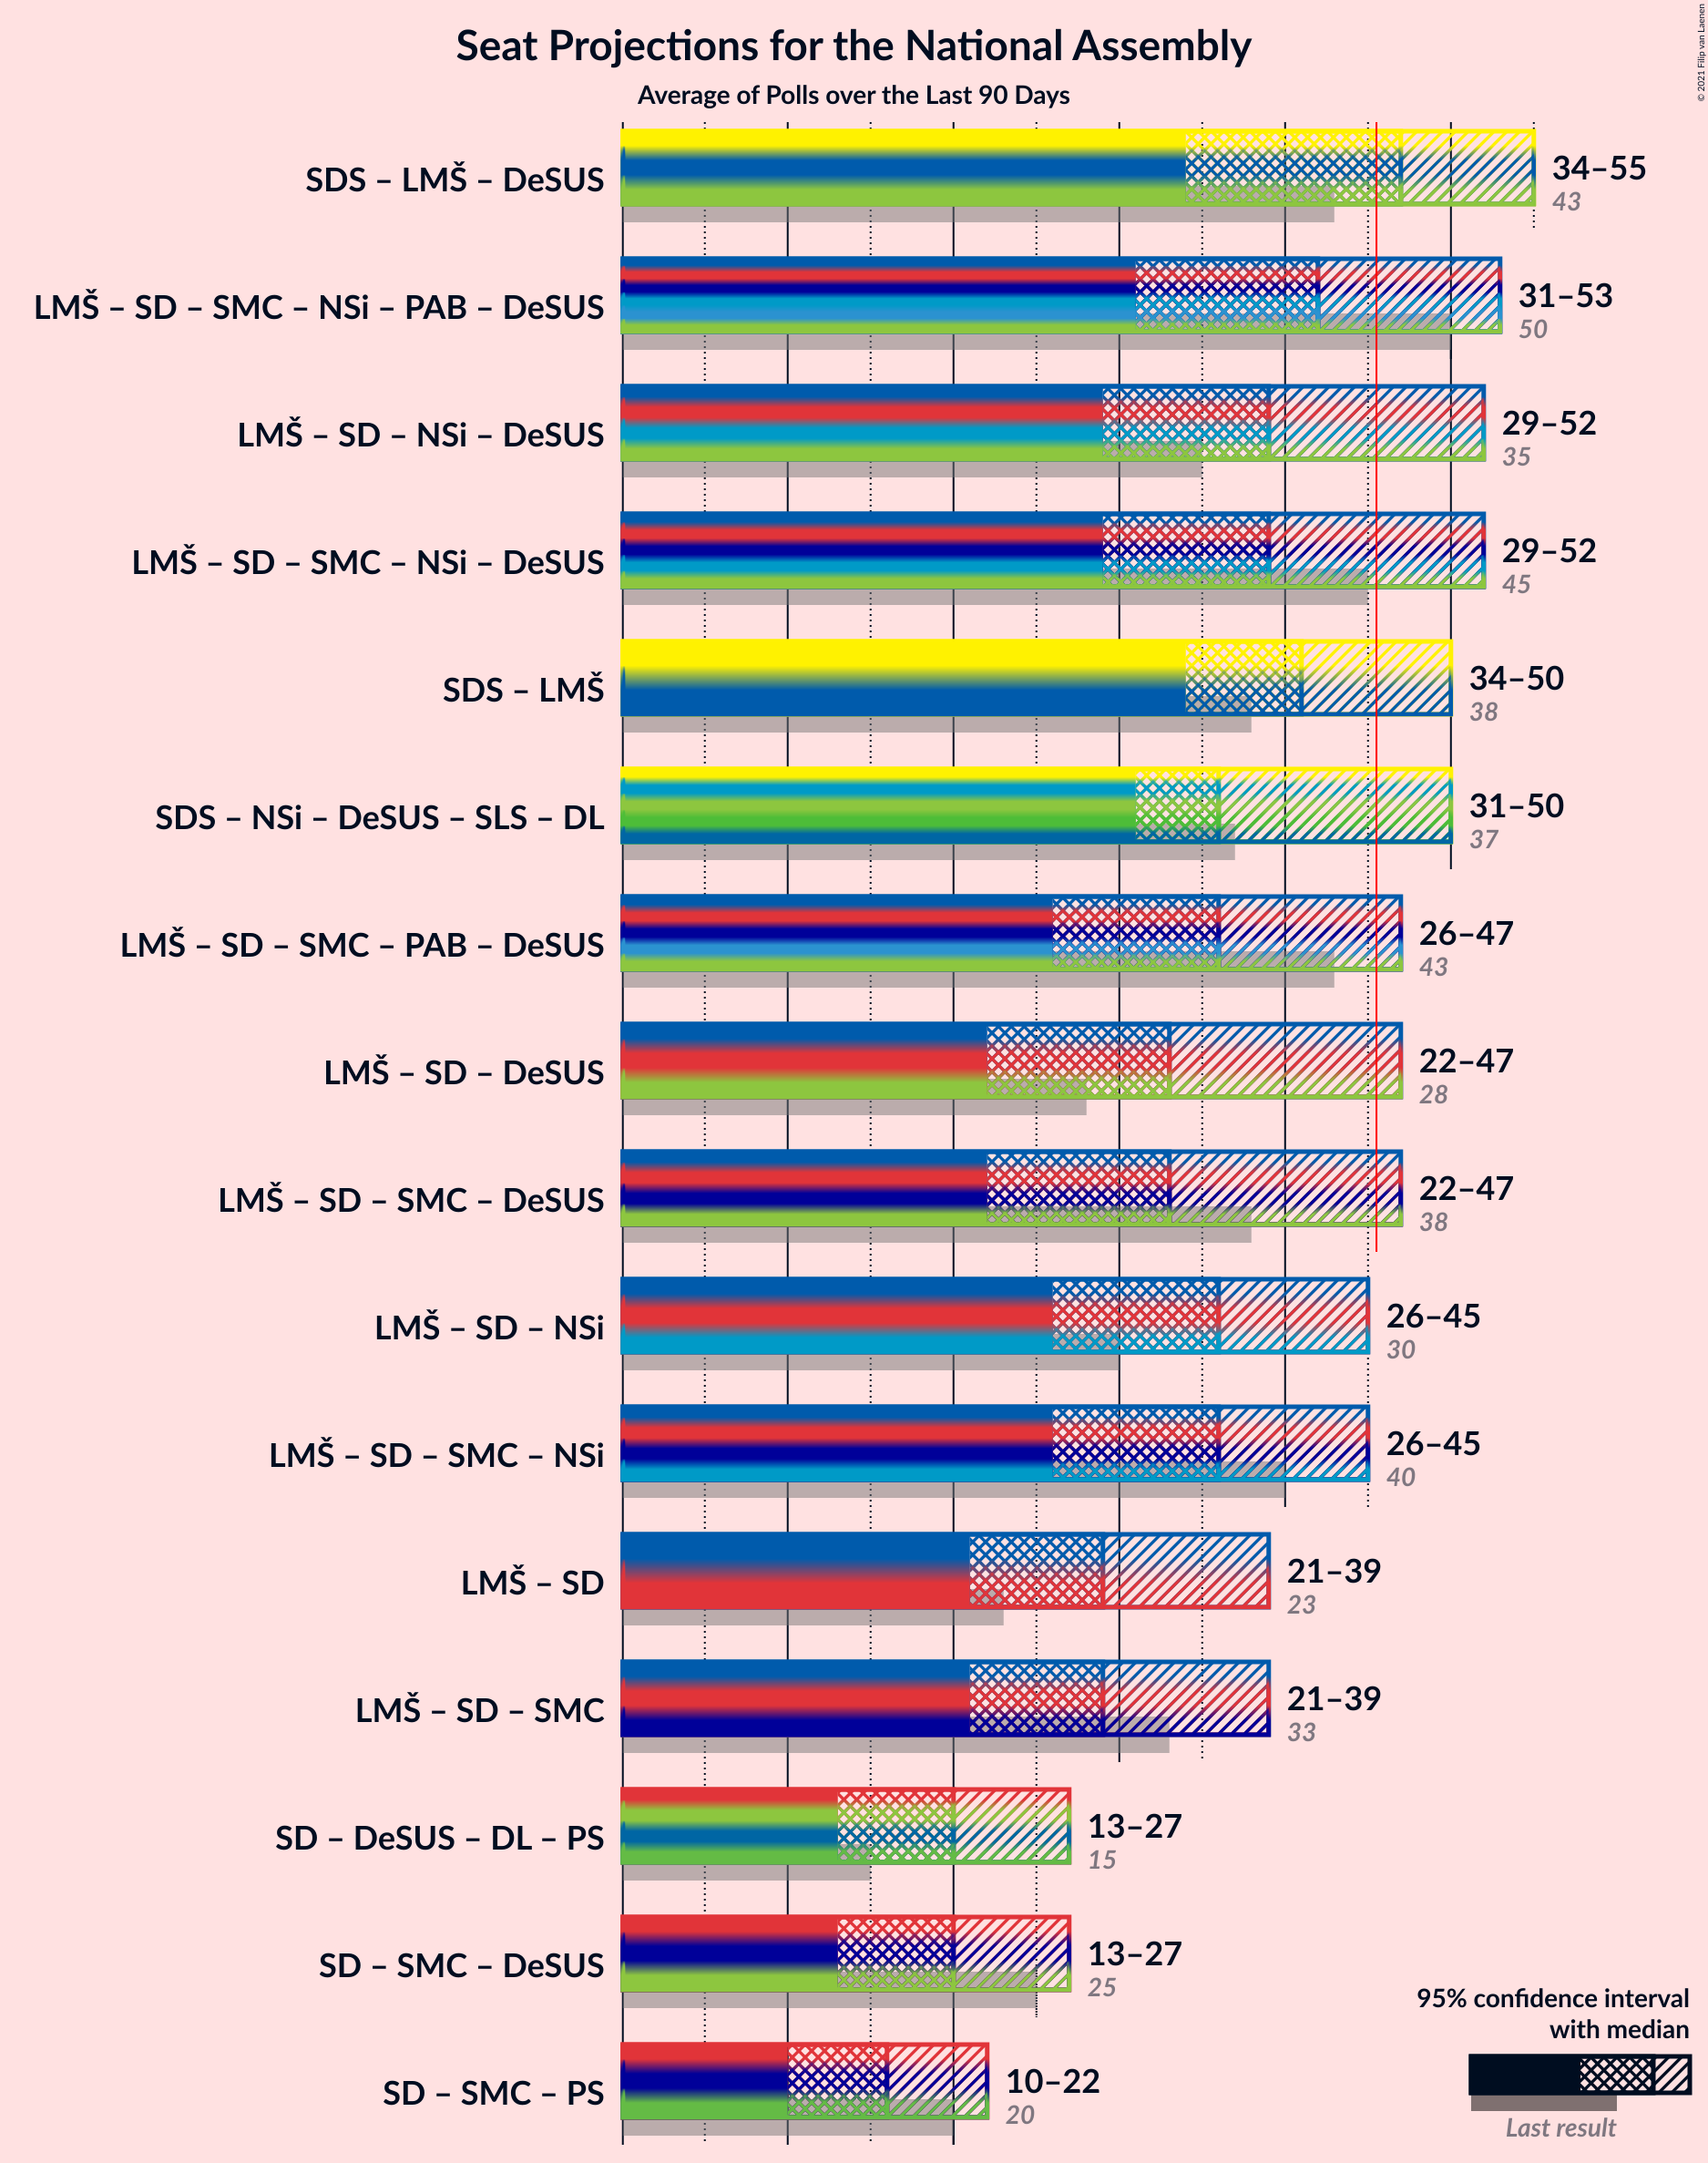 Seat Projections for the National Assembly
Average of Polls over the Last 90 Days
© 2021 Filip van Laenen
SDS – LMŠ – DeSUS
34–55
43
LMŠ – SD – SMC – NSi – PAB – DeSUS
31–53
50
LMŠ – SD – NSi – DeSUS
29–52
35
LMŠ – SD – SMC – NSi – DeSUS
29–52
45
SDS – LMŠ
34–50
38
SDS – NSi – DeSUS – SLS – DL
31–50
37
LMŠ – SD – SMC – PAB – DeSUS
26–47
43
LMŠ – SD – DeSUS
22–47
28
LMŠ – SD – SMC – DeSUS
22–47
38
LMŠ – SD – NSi
26–45
30
LMŠ – SD – SMC – NSi
26–45
40
LMŠ – SD
21–39
23
LMŠ – SD – SMC
21–39
33
SD – DeSUS – DL – PS
13–27
15
SD – SMC – DeSUS
13–27
25
SD – SMC – PS
10–22
20
95% confidence interval
with median
Last result